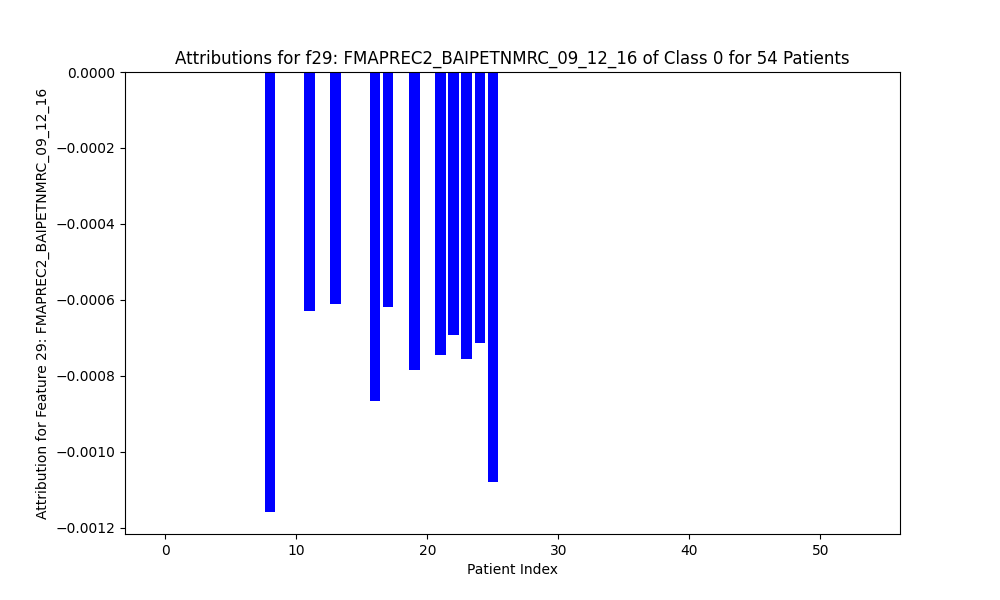 Attributions for f29: FMAPREC2_BAIPETNMRC_09_12_16 of Class 0 for 54 Patients
Attribution for Feature 29: FMAPREC2_BAIPETNMRC_09_12_16
0.0000
−0.0002
−0.0004
−0.0006
−0.0008
−0.0010
−0.0012
0 10 20 30 40 50
Patient Index